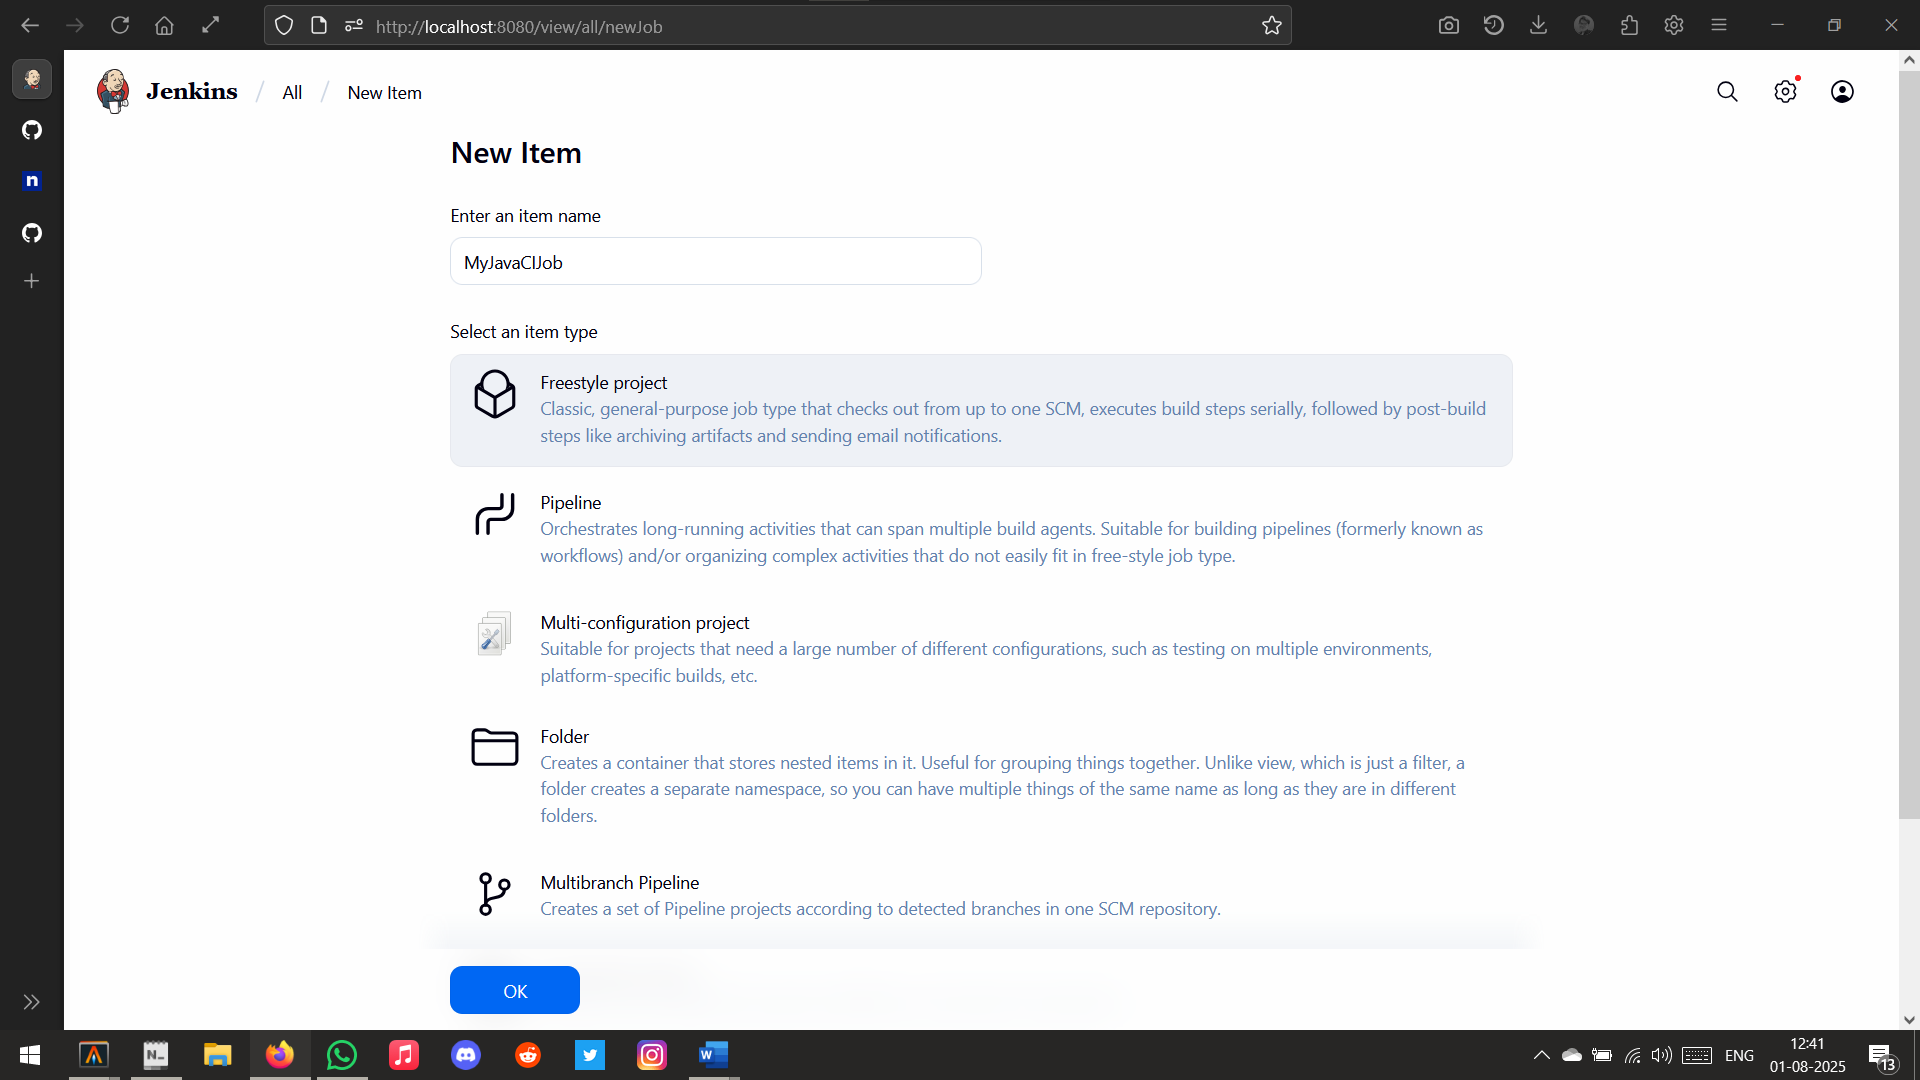 http://localhost:8080/view/all/newJob
Jenkins / All / New Item
New Item
Enter an item name
MyJavaCIJob
Select an item type
Freestyle project
Classic, general-purpose job type that checks out from up to one SCM, executes build steps serially, followed by post-build
steps like archiving artifacts and sending email notifications.
Pipeline
Orchestrates long-running activities that can span multiple build agents. Suitable for building pipelines (formerly known as
workflows) and/or organizing complex activities that do not easily fit in free-style job type.
Multi-configuration project
Suitable for projects that need a large number of different configurations, such as testing on multiple environments,
platform-specific builds, etc.
Folder
Creates a container that stores nested items in it. Useful for grouping things together. Unlike view, which is just a filter, a
folder creates a separate namespace, so you can have multiple things of the same name as long as they are in different
folders.
Multibranch Pipeline
Creates a set of Pipeline projects according to detected branches in one SCM repository.
OK
n
N_
W
ENG
12:41
01-08-2025
13